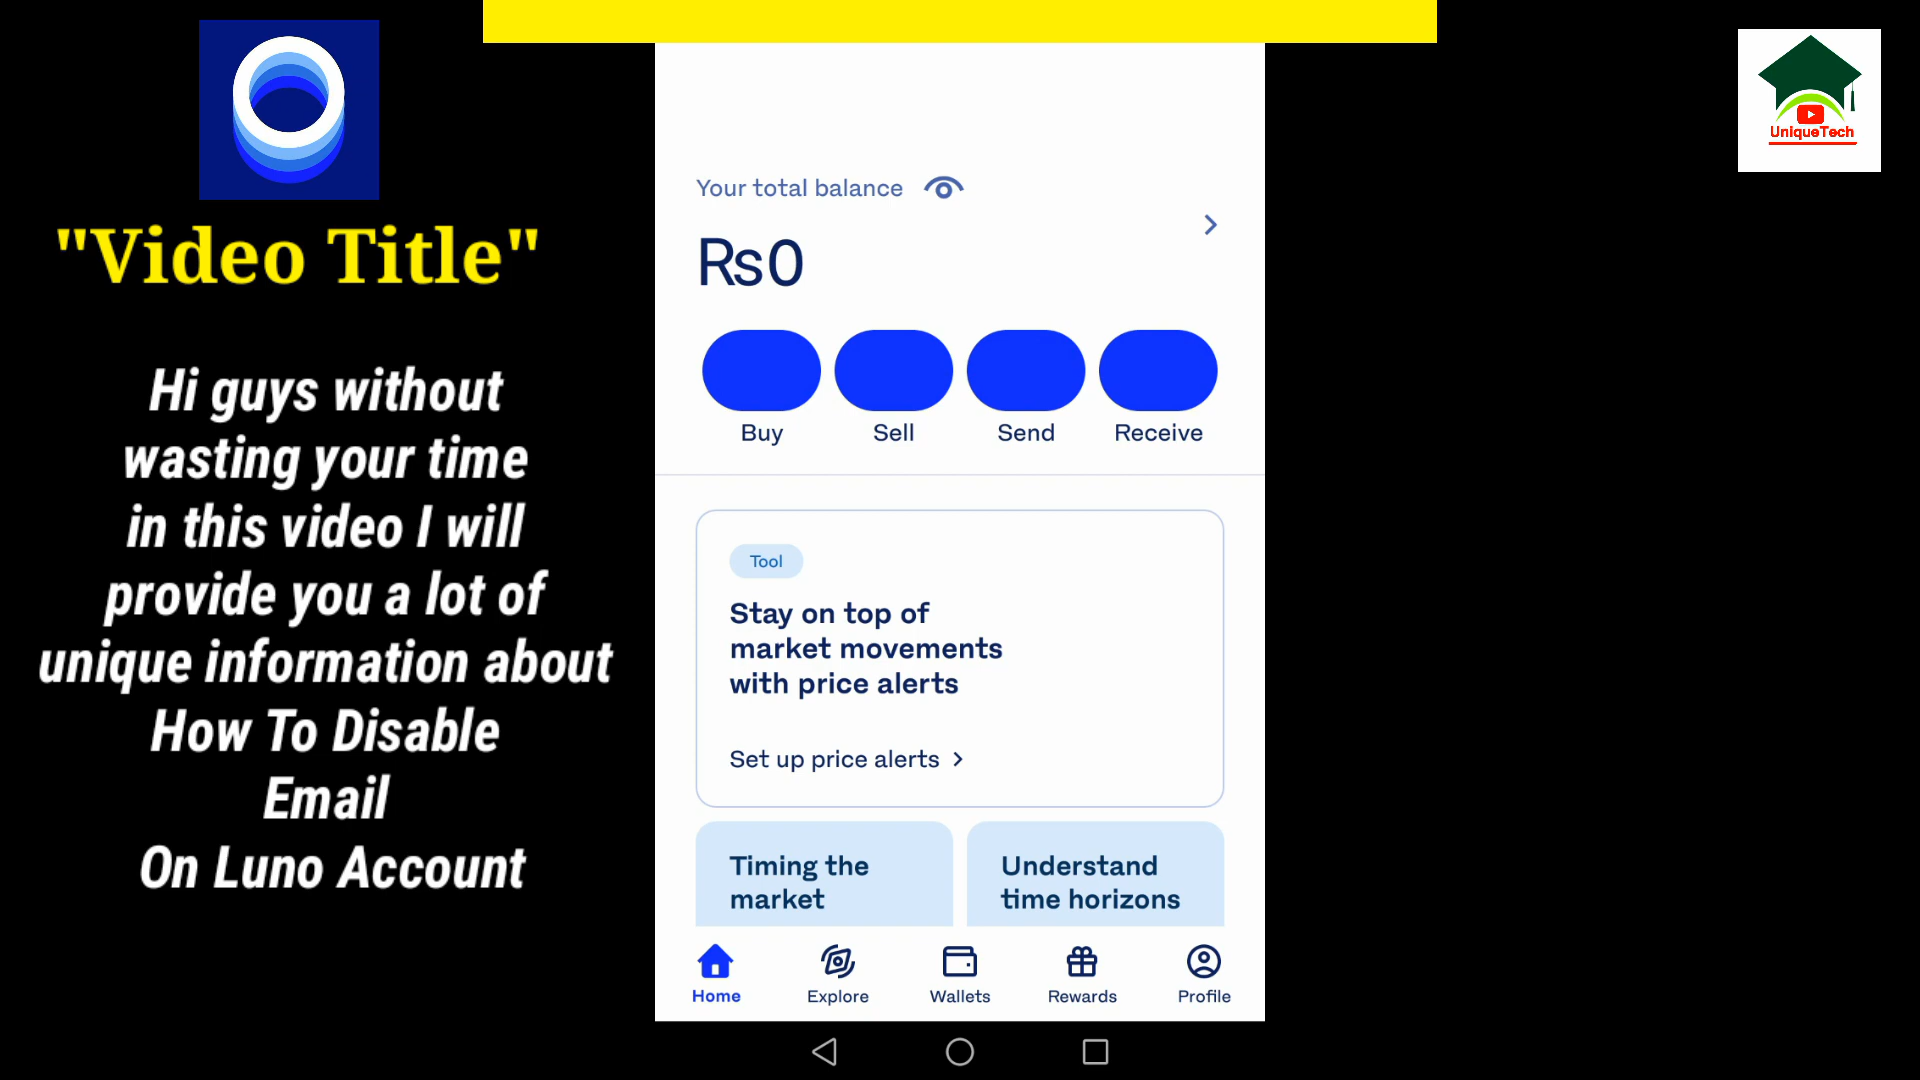 "Video Title"
Hi guys without
wasting your time
in this video I will
provide you a lot of
unique information about
How To Disable
Email
On Luno Account
Your total balance
Rs0
Buy
Sell
Send
Receive
Tool
Stay on top of
market movements
with price alerts
Set up price alerts
Timing the
market
Understand
time horizons
Home
Explore
Wallets
Rewards
Profile
UniqueTech